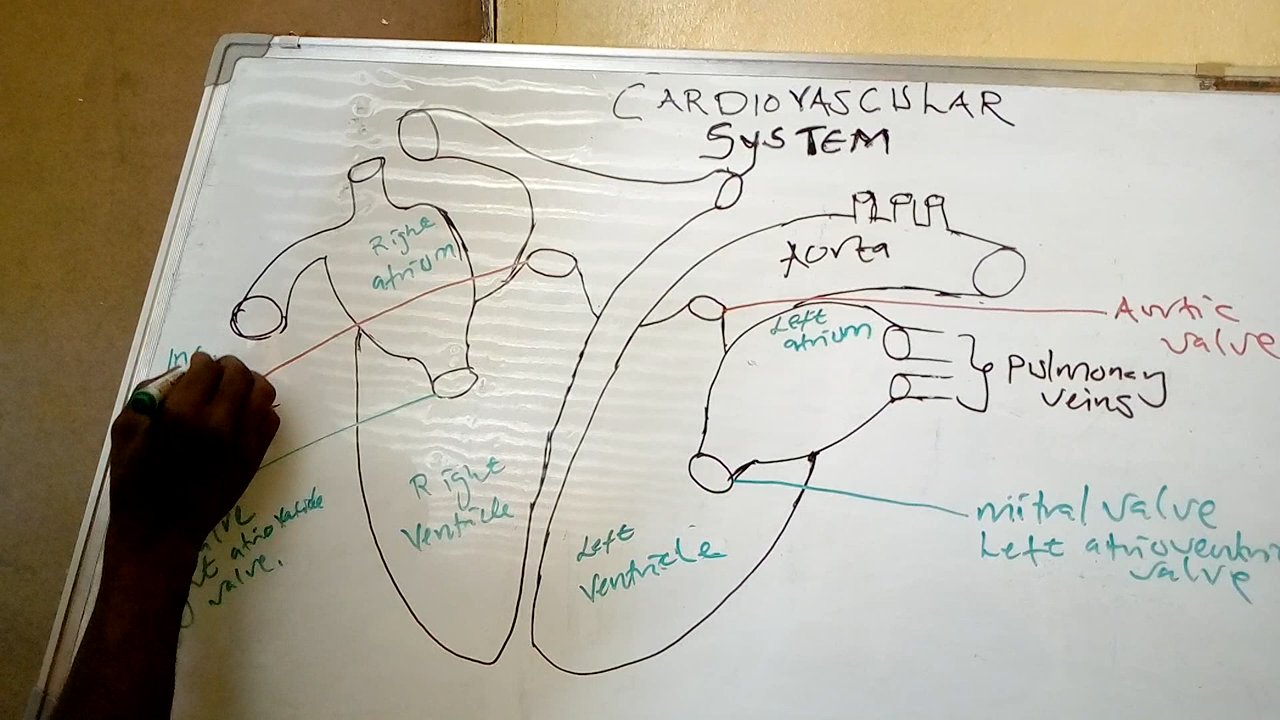 CARDIOVASCULAR
SYSTEM
Right
atrium
Aorta
Left
atrium
Aortic
valve
Pulmonary
veins
Right
ventricle
Left
ventricle
mitral valve
Left atrioventri
valve
valve.